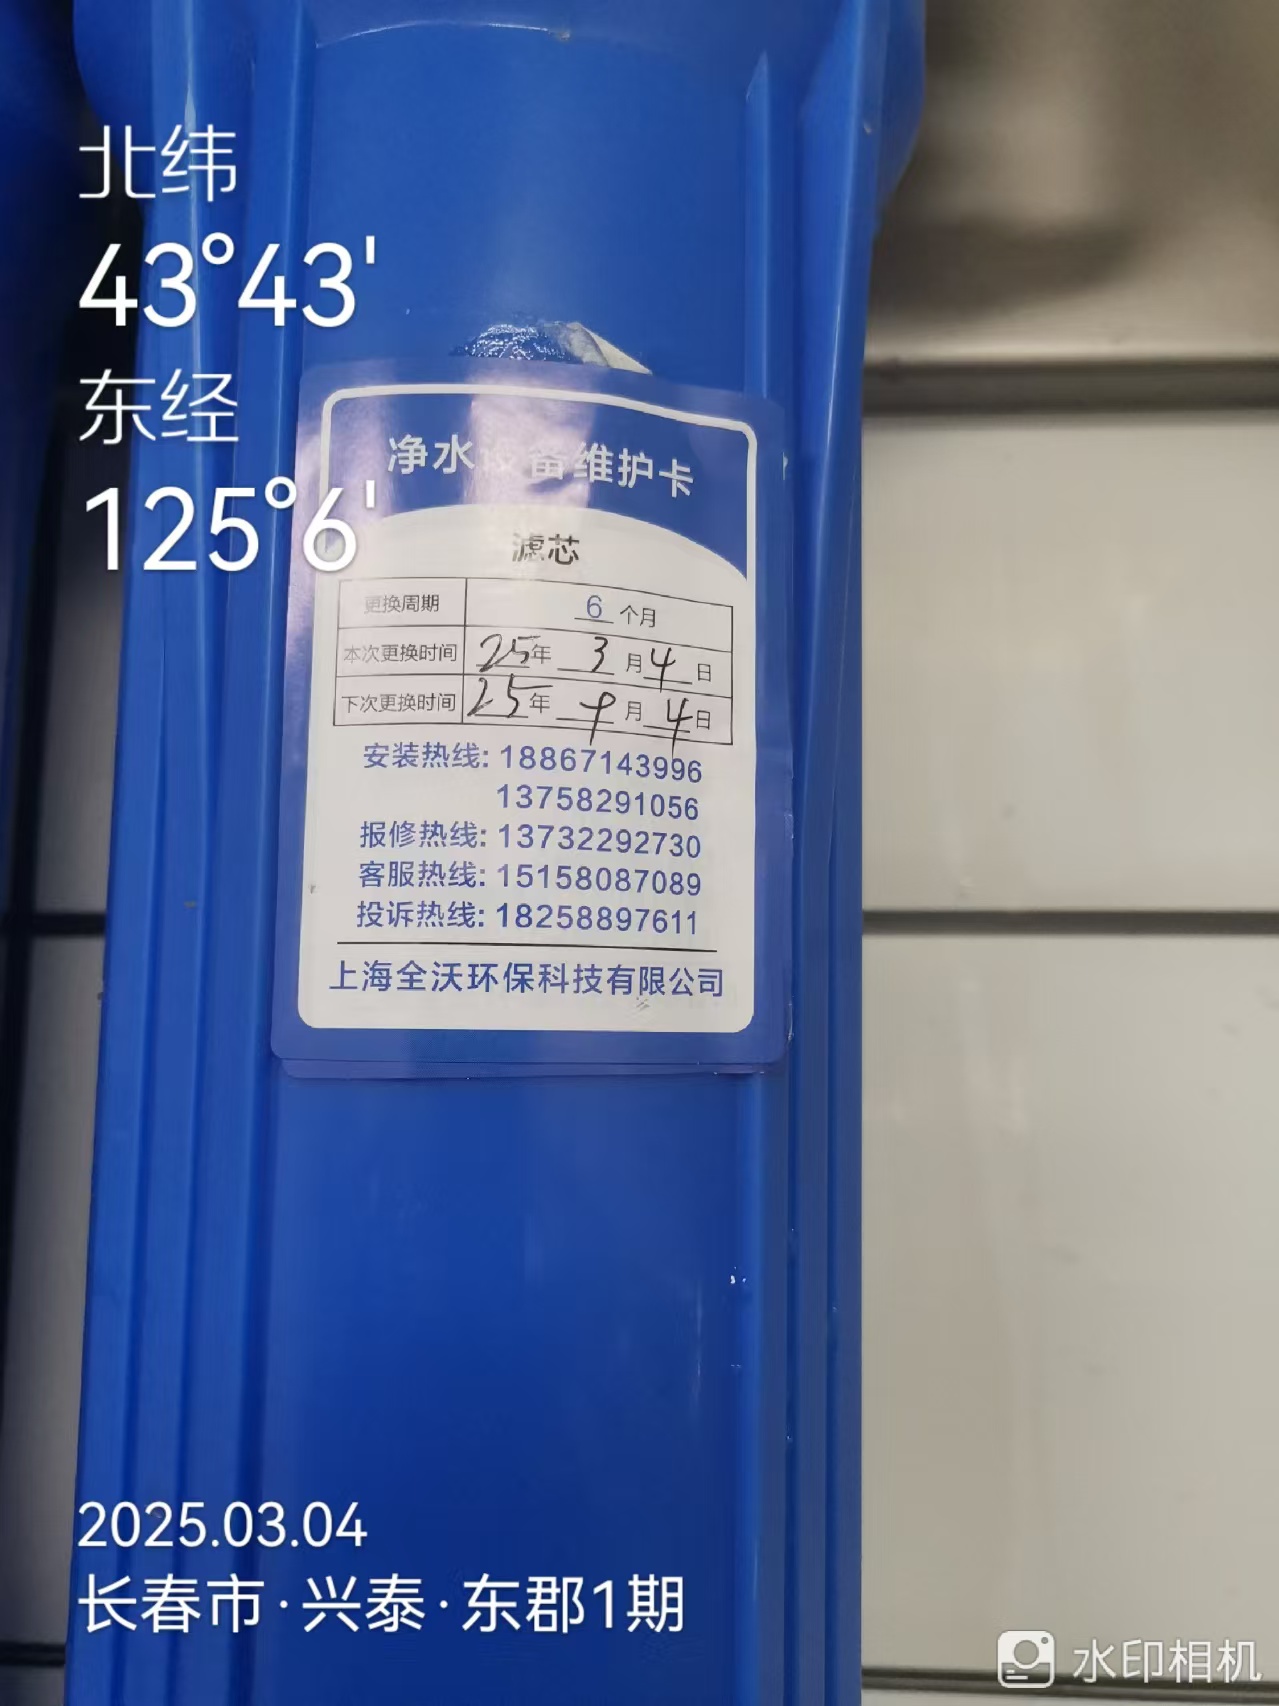 北纬
43°43'
东经
125°6'
净水设备维护卡
滤芯
更换周期 6 个月
本次更换时间 25年 3 月 4 日
下次更换时间 25年 9 月 4 日
安装热线: 18867143996
13758291056
报修热线: 13732292730
客服热线: 15158087089
投诉热线: 18258897611
上海全沃环保科技有限公司
2025.03.04
长春市·兴泰·东郡1期
水印相机